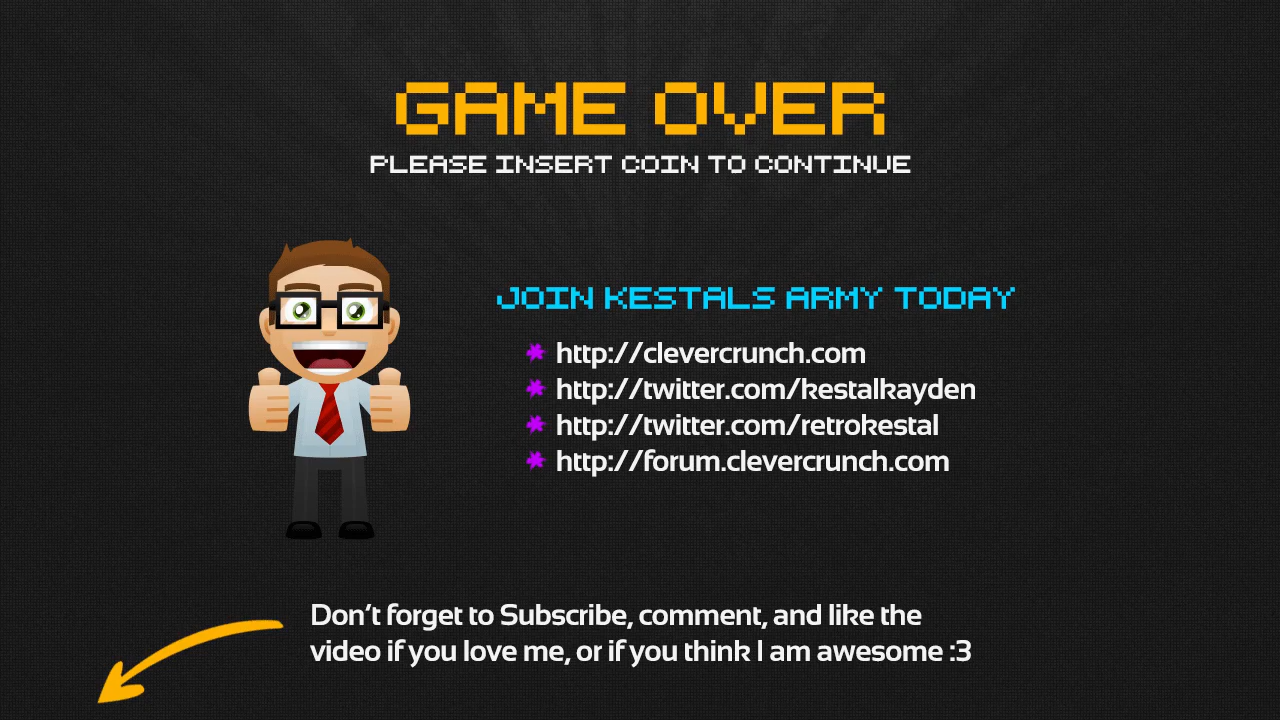 GAME OVER
PLEASE INSERT COIN TO CONTINUE
JOIN KESTALS ARMY TODAY
http://clevercrunch.com
http://twitter.com/kestalkayden
http://twitter.com/retrokestal
http://forum.clevercrunch.com
Don't forget to Subscribe, comment, and like the
video if you love me, or if you think I am awesome :3